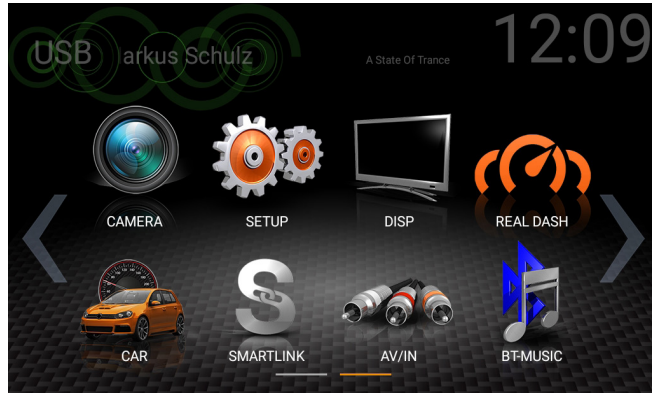 USB arkus Schulz A State Of Trance 12:09
CAMERA SETUP DISP REAL DASH
CAR SMARTLINK AV/IN BT-MUSIC